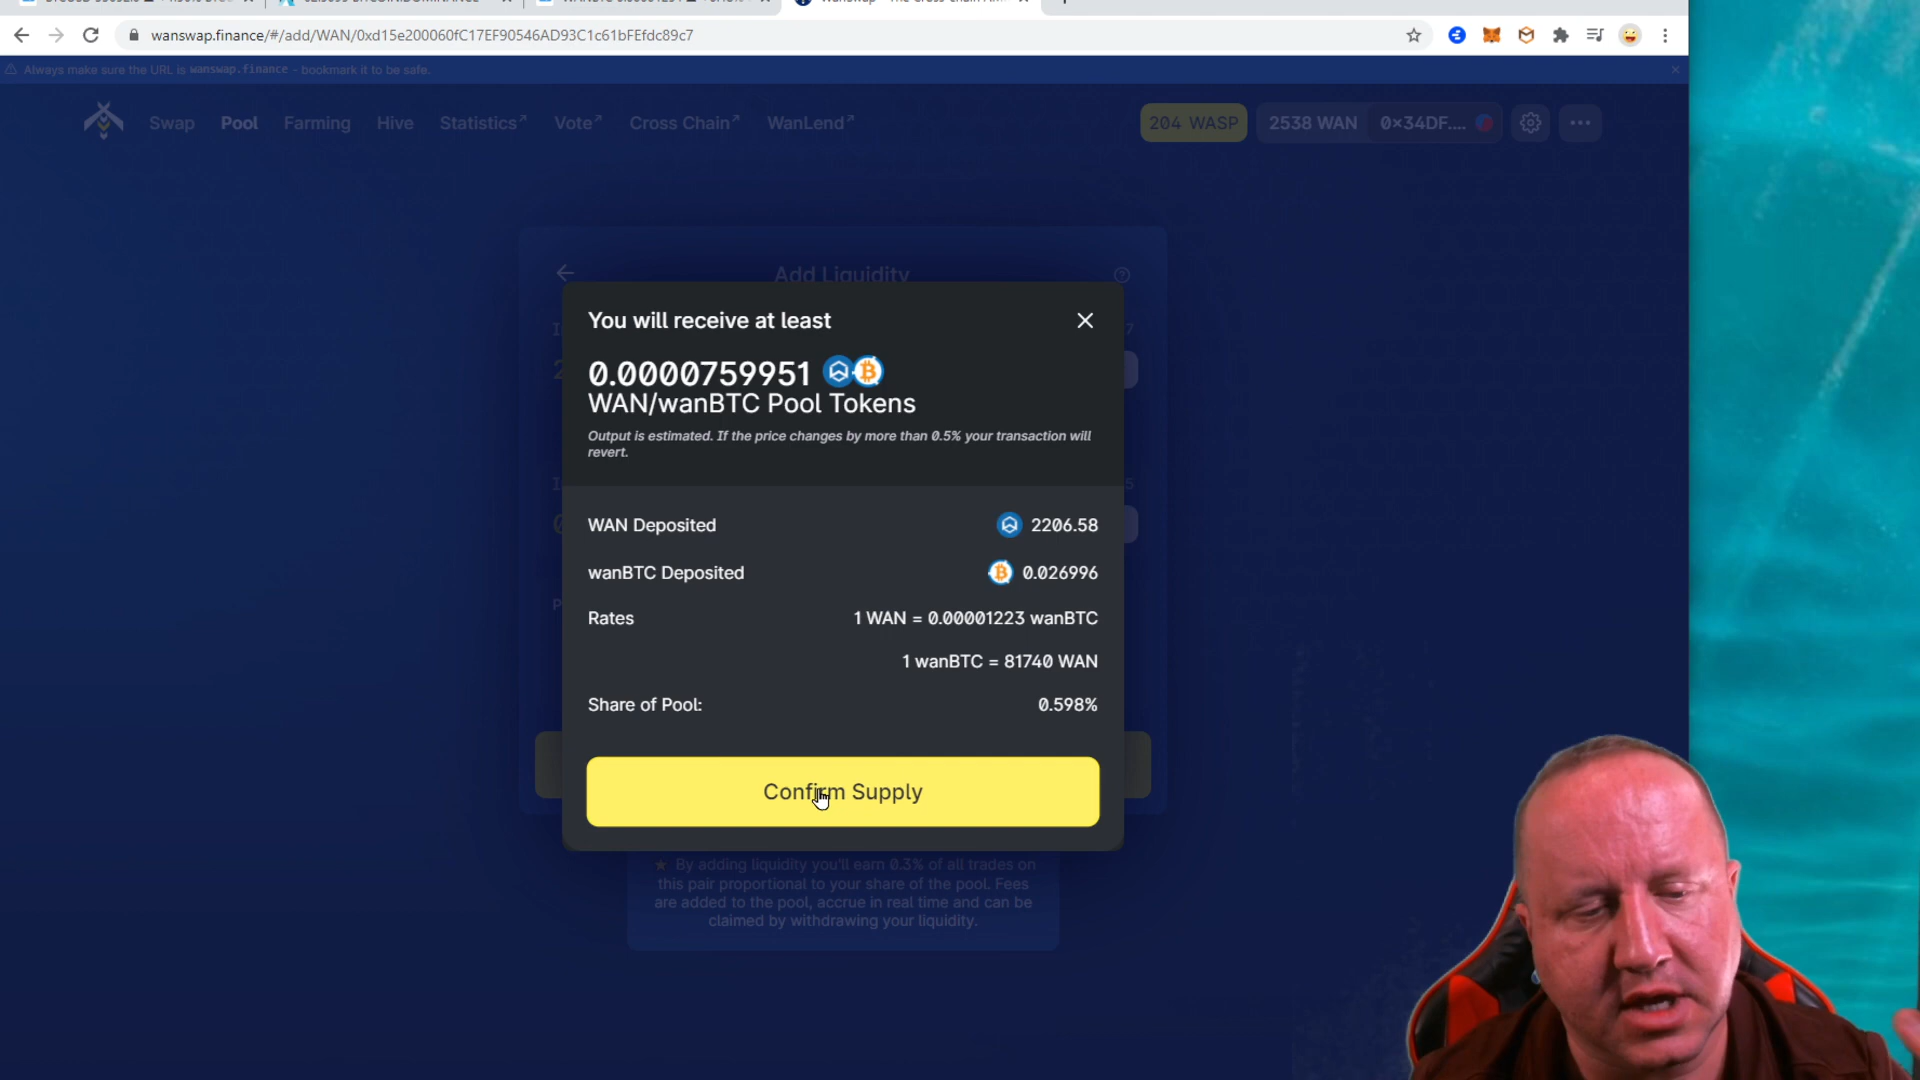 wanswap.finance/#/add/WAN/0xd15e200060fC17EF90546AD93C1c61bFEfdc89c7
Always make sure the URL is wanswap.finance - bookmark it to be safe.
Swap Pool Farming Hive Statistics↗ Vote↗ Cross Chain↗ WanLend↗ 204 WASP 2538 WAN 0x34DF....
Add Liquidity
You will receive at least
0.0000759951
WAN/wanBTC Pool Tokens
Output is estimated. If the price changes by more than 0.5% your transaction will
revert.
WAN Deposited 2206.58
wanBTC Deposited 0.026996
Rates 1 WAN = 0.00001223 wanBTC
1 wanBTC = 81740 WAN
Share of Pool: 0.598%
Confirm Supply
★ By adding liquidity you'll earn 0.3% of all trades on
this pair proportional to your share of the pool. Fees
are added to the pool, accrue in real time and can be
claimed by withdrawing your liquidity.